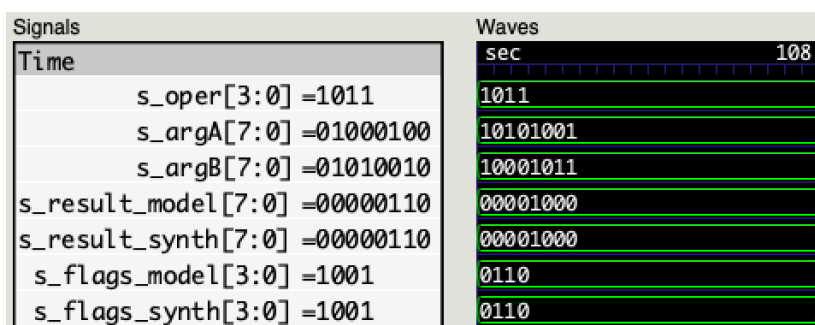 Signals Waves
Time sec 108
s_oper[3:0] =1011 1011
s_argA[7:0] =01000100 10101001
s_argB[7:0] =01010010 10001011
s_result_model[7:0] =00000110 00001000
s_result_synth[7:0] =00000110 00001000
s_flags_model[3:0] =1001 0110
s_flags_synth[3:0] =1001 0110